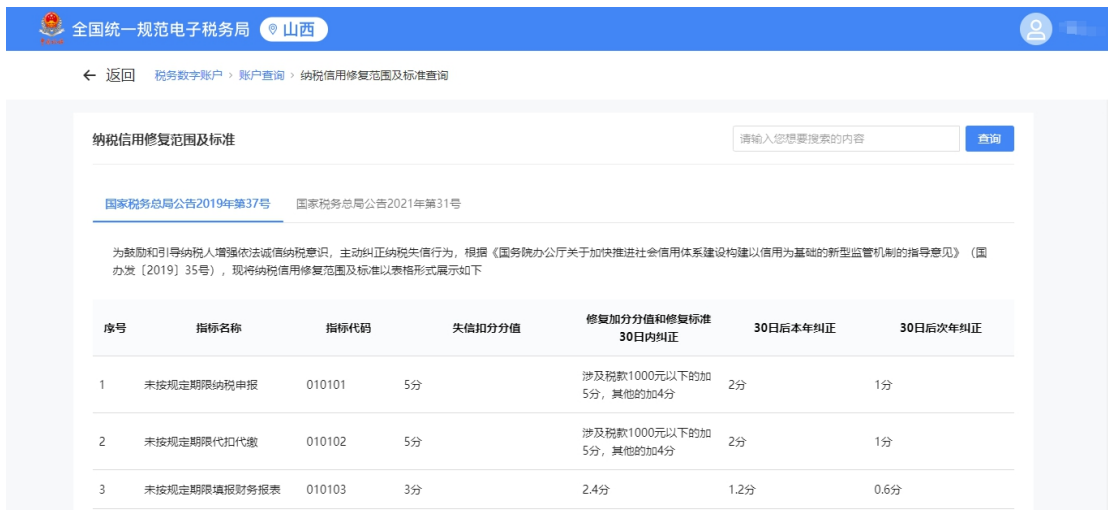 全国统一规范电子税务局 山西
返回 税务数字账户 > 账户查询 > 纳税信用修复范围及标准查询
纳税信用修复范围及标准 请输入您想要搜索的内容 查询
国家税务总局公告2019年第37号 国家税务总局公告2021年第31号
为鼓励和引导纳税人增强依法诚信纳税意识，主动纠正纳税失信行为，根据《国务院办公厅关于加快推进社会信用体系建设构建以信用为基础的新型监管机制的指导意见》（国
办发〔2019〕35号），现将纳税信用修复范围及标准以表格形式展示如下
序号 指标名称 指标代码 失信扣分分值 修复加分分值和修复标准 30日后本年纠正 30日后次年纠正
30日内纠正
1 未按规定期限纳税申报 010101 5分 涉及税款1000元以下的加 2分 1分
5分，其他的加4分
2 未按规定期限代扣代缴 010102 5分 涉及税款1000元以下的加 2分 1分
5分，其他的加4分
3 未按规定期限填报财务报表 010103 3分 2.4分 1.2分 0.6分